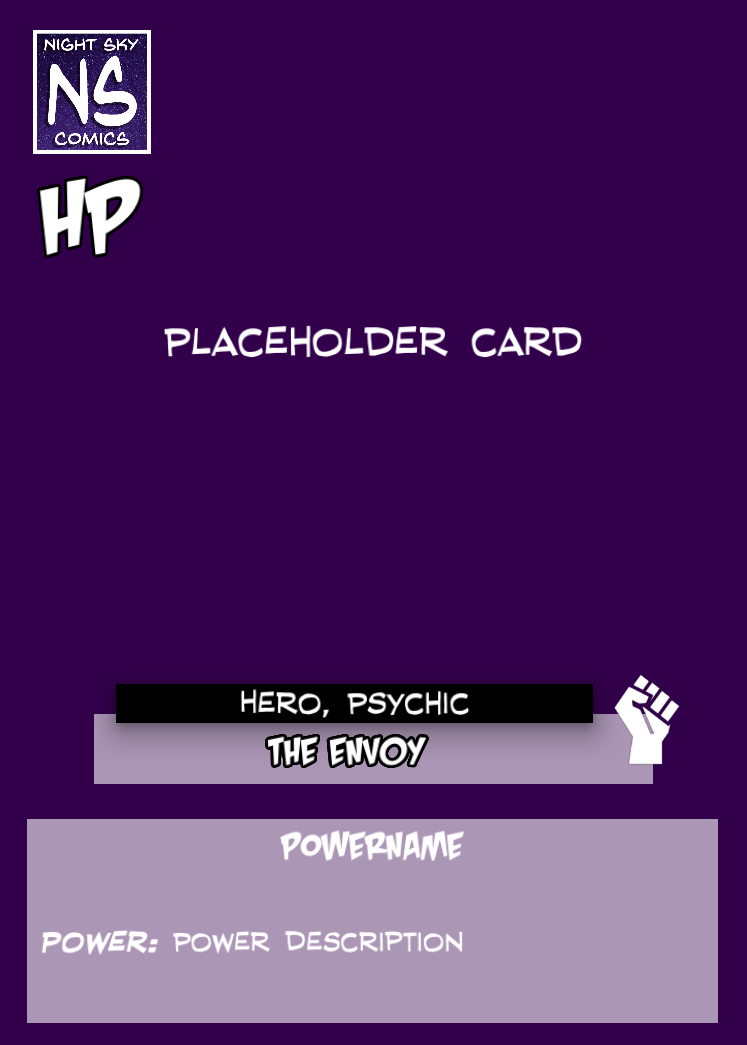 NIGHT SKY
NS
COMICS
HP
PLACEHOLDER CARD
HERO, PSYCHIC
THE ENVOY
POWERNAME
POWER: POWER DESCRIPTION